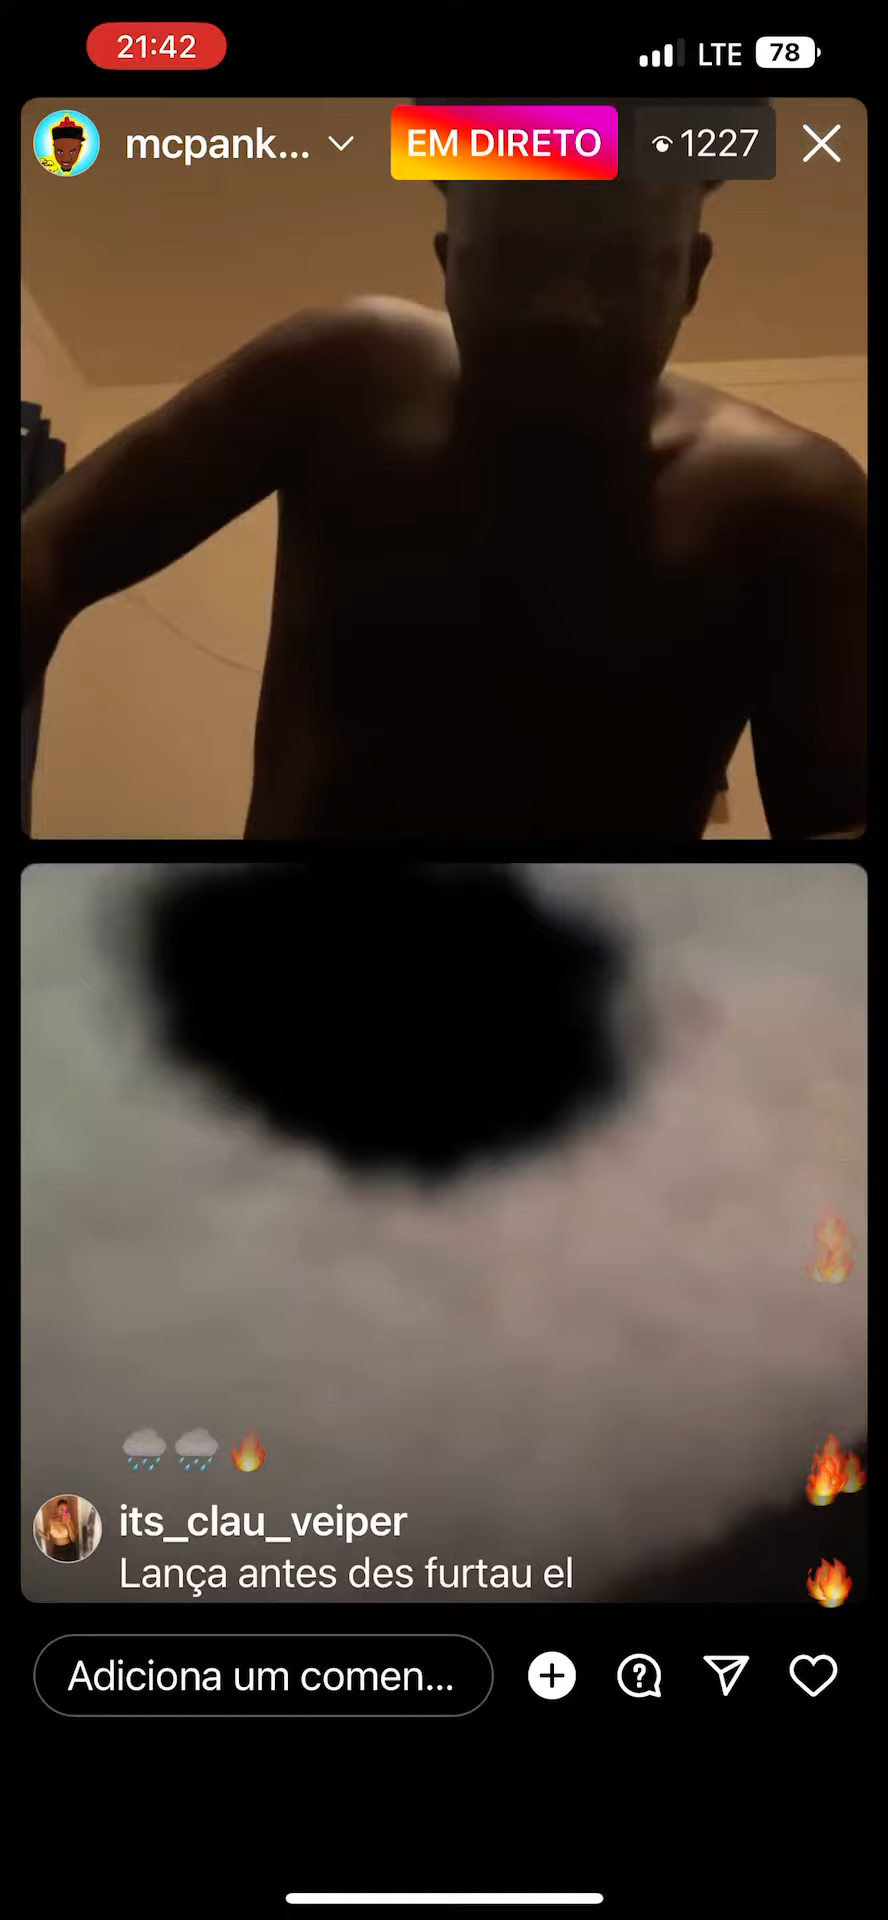 21:42
LTE
78
mcpank...
EM DIRETO
1227
its_clau_veiper
Lança antes des furtau el
Adiciona um comen...